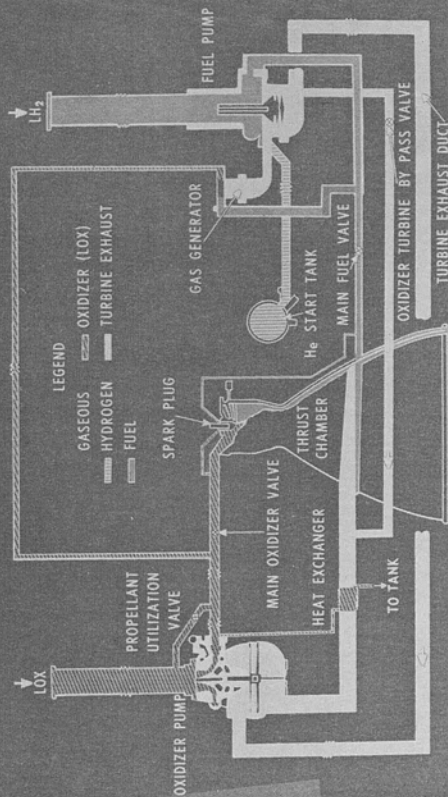 LOX
LH2
PROPELLANT
UTILIZATION
VALVE
OXIDIZER PUMP
LEGEND
GASEOUS
HYDROGEN
FUEL
OXIDIZER (LOX)
TURBINE EXHAUST
SPARK PLUG
GAS GENERATOR
FUEL PUMP
MAIN OXIDIZER VALVE
THRUST
CHAMBER
He START TANK
MAIN FUEL VALVE
HEAT EXCHANGER
TO TANK
OXIDIZER TURBINE BY PASS VALVE
TURBINE EXHAUST DUCT